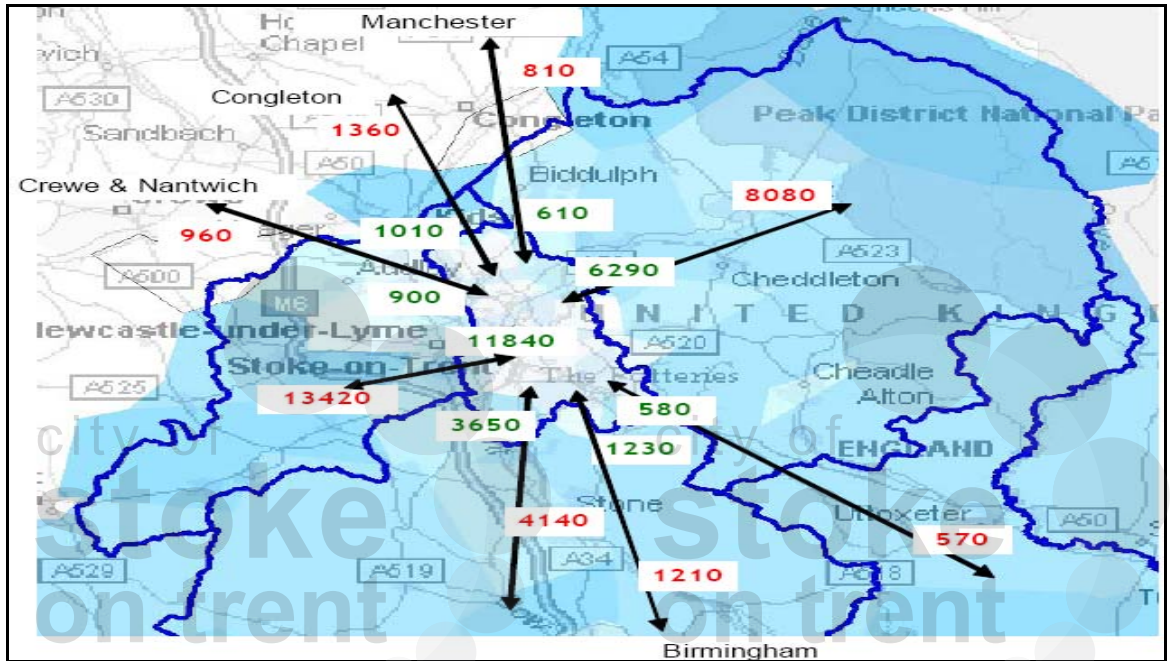 Manchester
Chapel
A54
810
A530
Congleton
1360
Congleton
Peak District National Pa
Sandbach
A50
Biddulph
Crewe & Nantwich
8080
610
1010
960
A523
6290
Cheddleton
A500
900
M6
UNITED KING
Newcastle-under-Lyme
11840
A520
Stoke-on-Trent
The Potteries
Cheadle
A525
13420
Alton
580
3650
city of
1230
city of
ENGLAND
stoke
stoke
Stone
Uttoxeter
4140
A50
570
A34
A529
A519
1210
A518
on trent
on trent
Birmingham